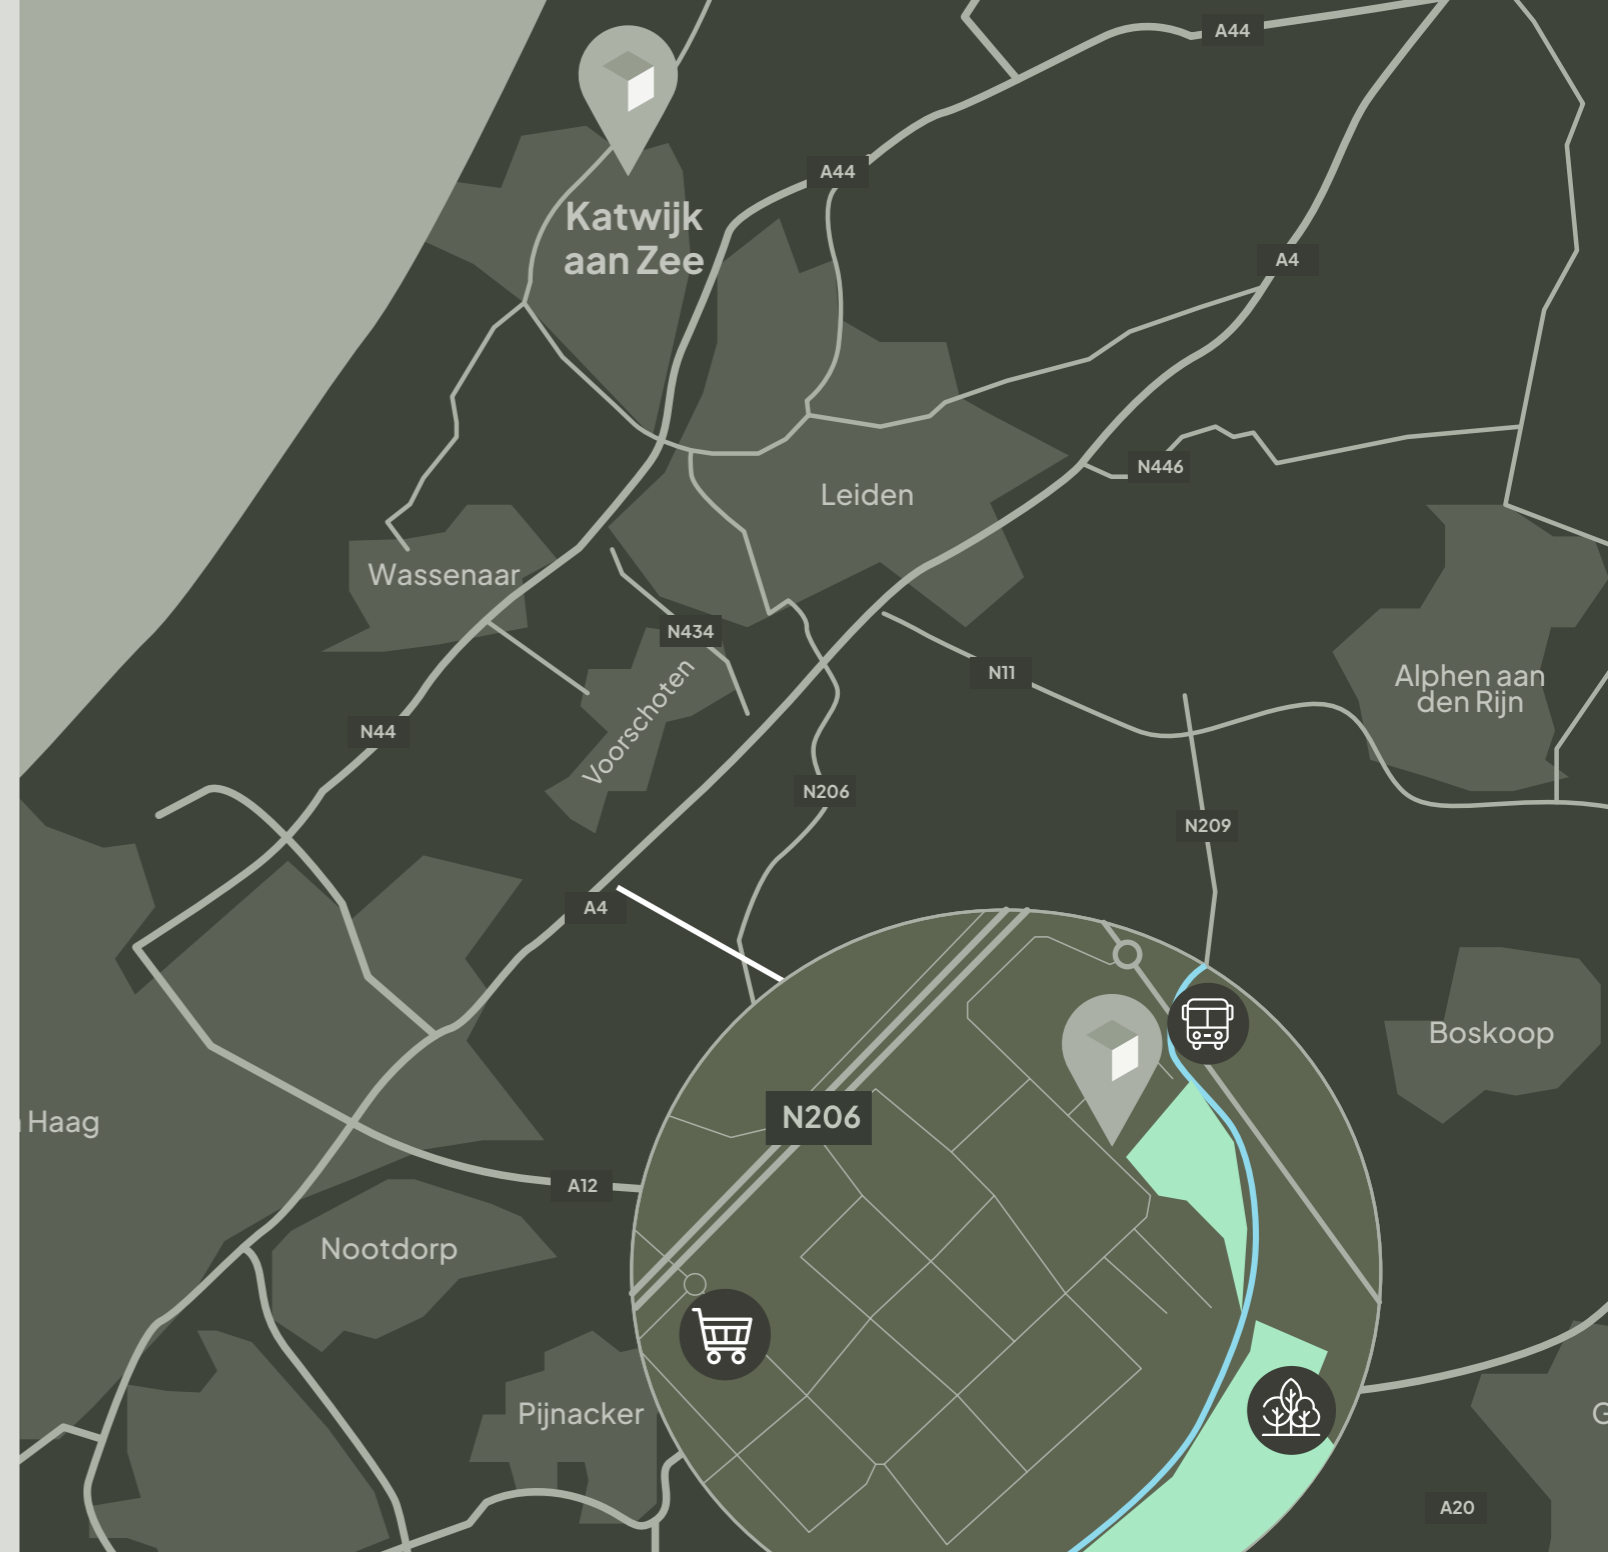 A44
A44
Katwijk
aan Zee
A4
N446
Leiden
Wassenaar
N434
N11
Alphen aan
den Rijn
Voorschoten
N44
N206
N209
A4
Boskoop
N206
Haag
A12
Nootdorp
Pijnacker
G
A20